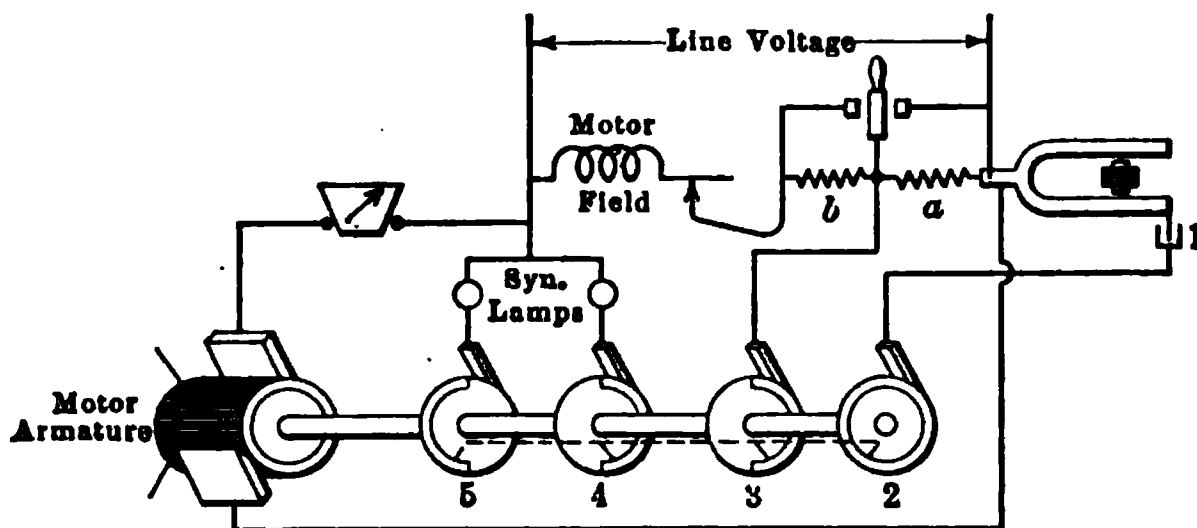 Line Voltage
Motor
Field
b
a
1
Syn.
Lamps
Motor
Armature
5
4
3
2